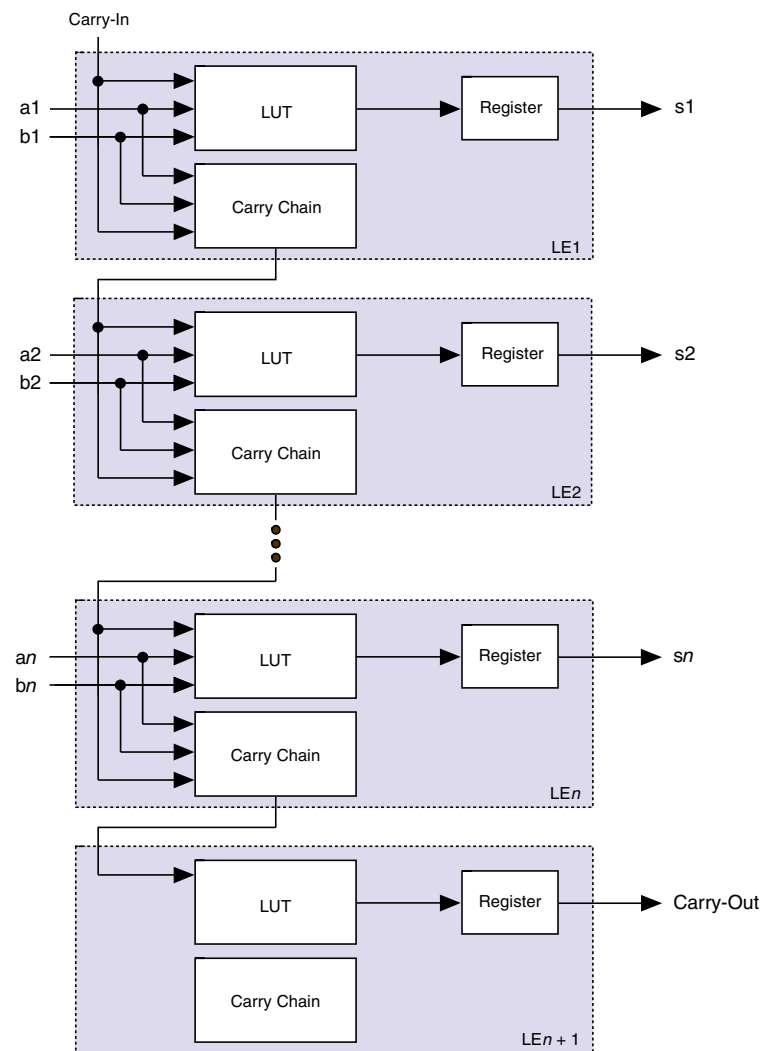 Carry-In
a1
b1
LUT
Register
s1
Carry Chain
LE1
a2
b2
LUT
Register
s2
Carry Chain
LE2
an
bn
LUT
Register
sn
Carry Chain
LEn
LUT
Register
Carry-Out
Carry Chain
LEn + 1